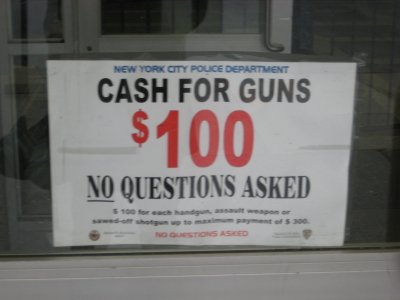 NEW YORK CITY POLICE DEPARTMENT
CASH FOR GUNS
$100
NO QUESTIONS ASKED
$ 100 for each handgun, assault weapon or
sawed-off shotgun up to maximum payment of $ 300.
NO QUESTIONS ASKED